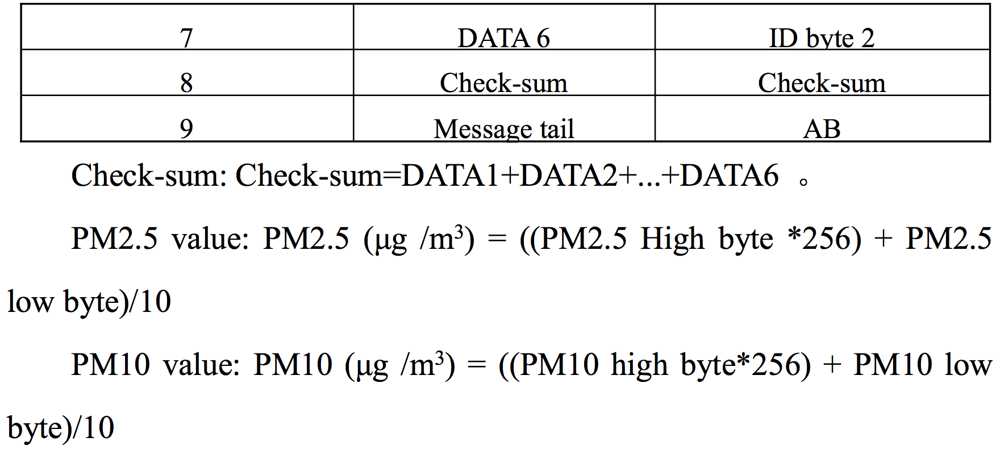 7 DATA 6 ID byte 2
8 Check-sum Check-sum
9 Message tail AB
Check-sum: Check-sum=DATA1+DATA2+...+DATA6 。
PM2.5 value: PM2.5 (μg /m³) = ((PM2.5 High byte *256) + PM2.5
low byte)/10
PM10 value: PM10 (μg /m³) = ((PM10 high byte*256) + PM10 low
byte)/10